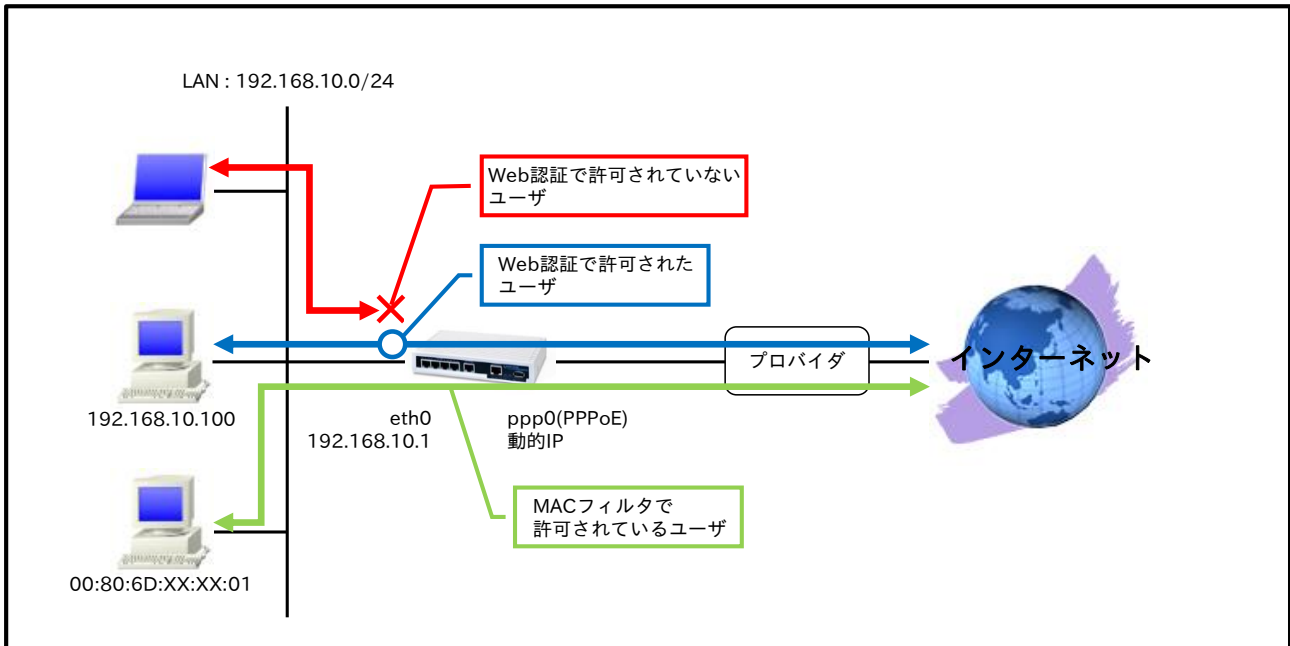 LAN : 192.168.10.0/24
Web認証で許可されていない
ユーザ
Web認証で許可された
ユーザ
プロバイダ
インターネット
192.168.10.100
eth0
192.168.10.1
ppp0(PPPoE)
動的IP
MACフィルタで
許可されているユーザ
00:80:6D:XX:XX:01